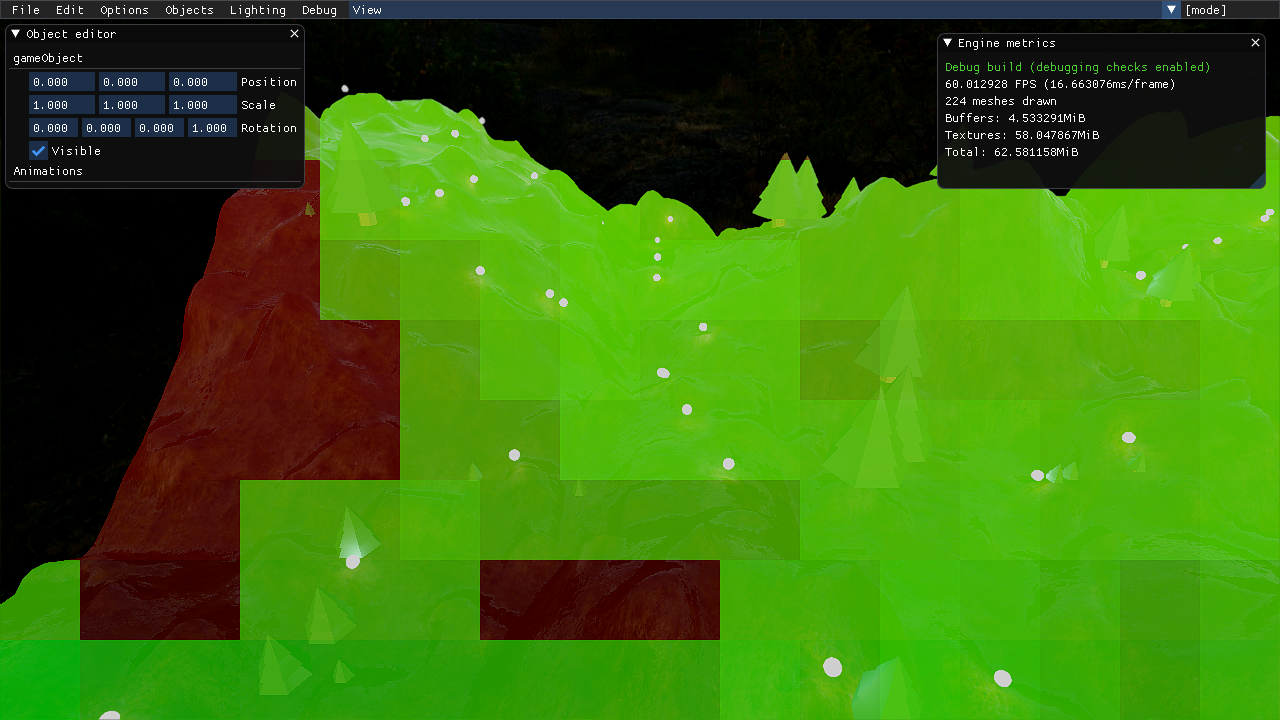 File Edit Options Objects Lighting Debug View [mode]
Object editor
gameObject
0.000 0.000 0.000 Position
1.000 1.000 1.000 Scale
0.000 0.000 0.000 1.000 Rotation
Visible
Animations
Engine metrics
Debug build (debugging checks enabled)
60.012928 FPS (16.663076ms/frame)
224 meshes drawn
Buffers: 4.533291MiB
Textures: 58.047867MiB
Total: 62.581158MiB